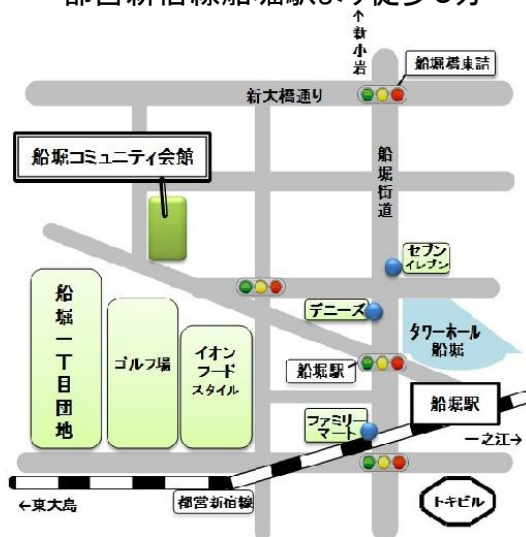 都営新宿線船堀駅より徒歩5分
↑新小岩
船堀橋東詰
新大橋通り
船堀コミュニティ会館
船堀街道
セブン
イレブン
デニーズ
タワーホール
船堀
船堀一丁目団地
ゴルフ場
イオン
フード
スタイル
船堀駅
船堀駅
ファミリー
マート
一之江→
←東大島
都営新宿線
トキビル